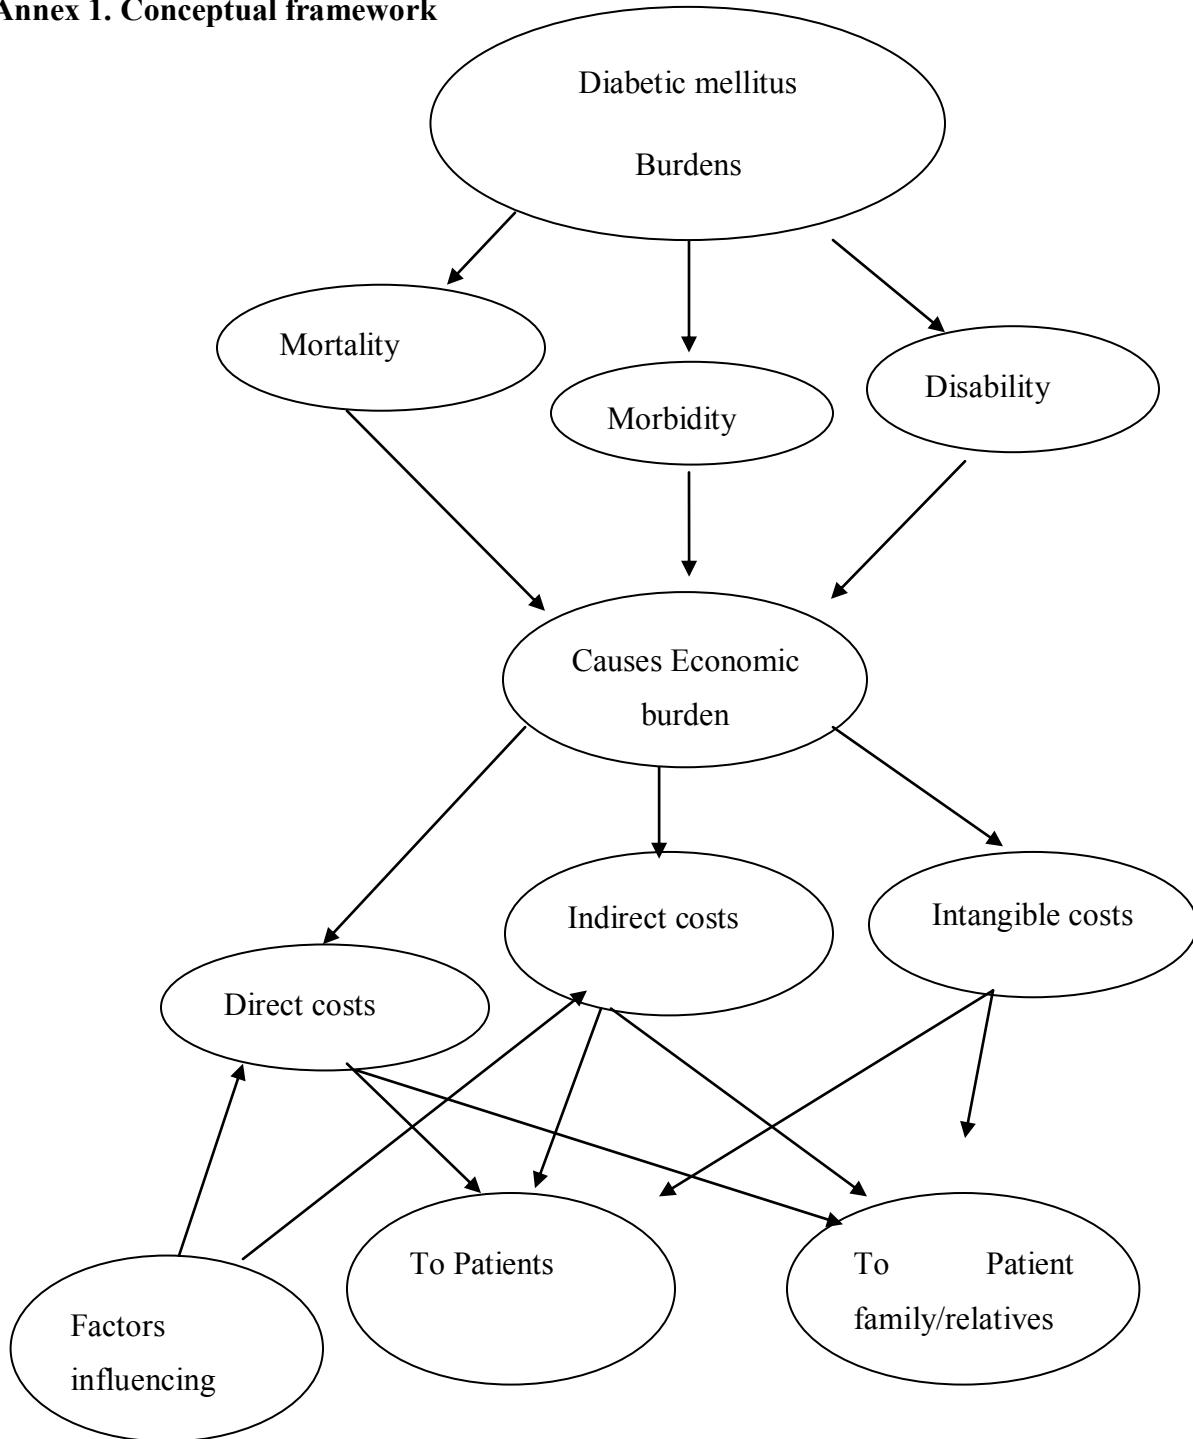 Annex 1. Conceptual framework
Diabetic mellitus
Burdens
Mortality
Morbidity
Disability
Causes Economic
burden
Indirect costs
Intangible costs
Direct costs
To Patients
To Patient
family/relatives
Factors
influencing